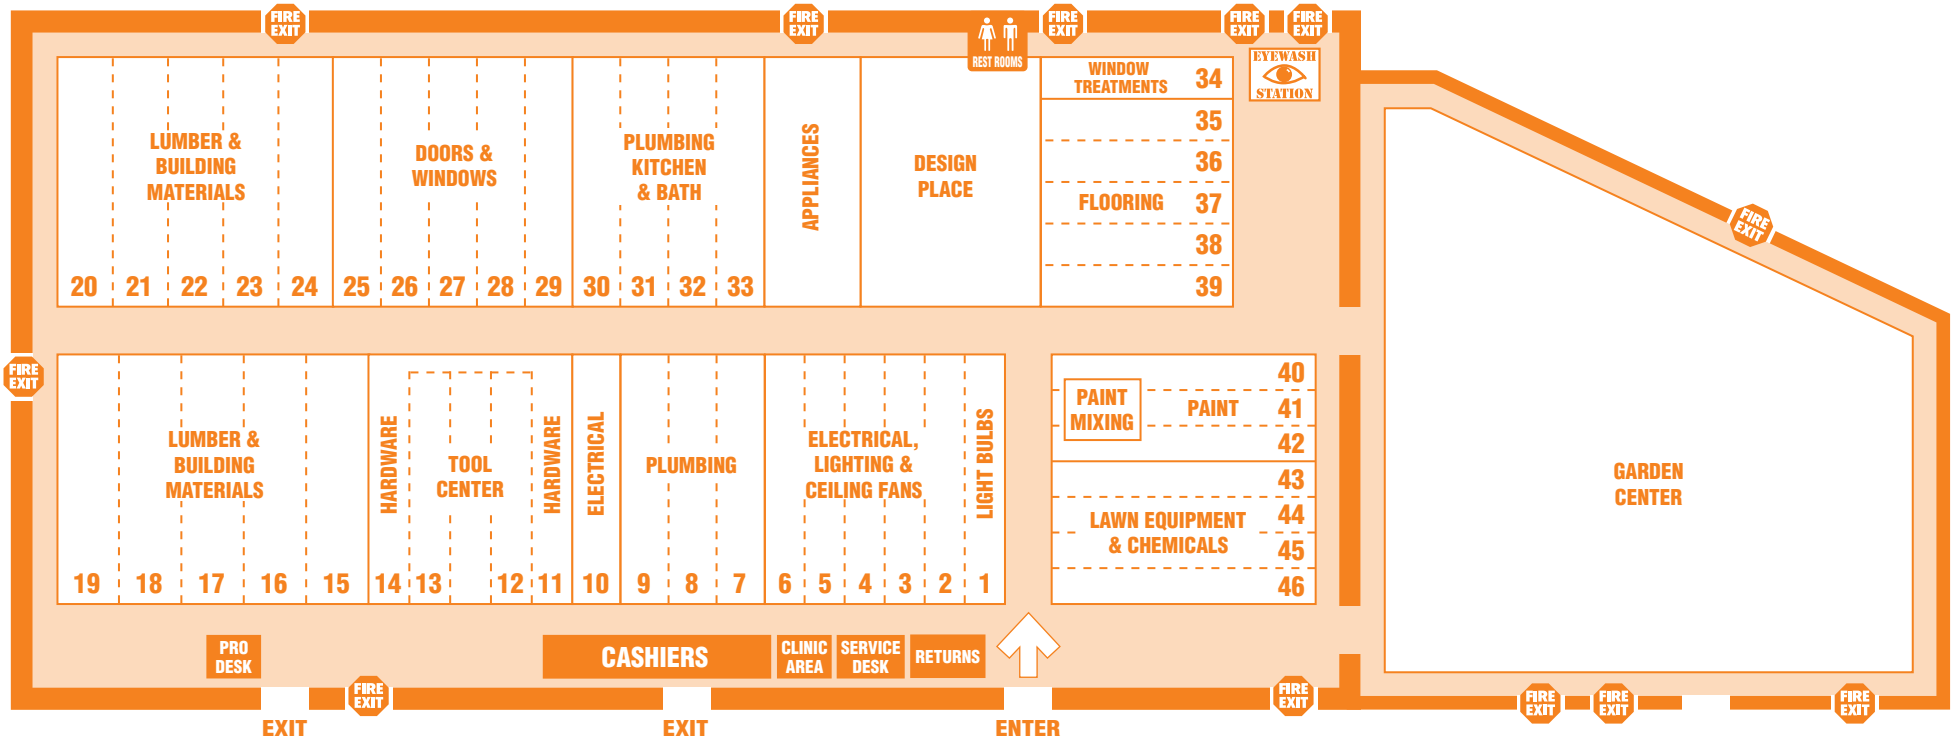 FIRE
EXIT
FIRE
EXIT
FIRE
EXIT
FIRE
EXIT
FIRE
EXIT
REST ROOMS
EYEWASH
STATION
LUMBER &
BUILDING
MATERIALS
20 21 22 23 24
DOORS &
WINDOWS
25 26 27 28 29
PLUMBING
KITCHEN
& BATH
30 31 32 33
APPLIANCES
DESIGN
PLACE
WINDOW
TREATMENTS 34
35
36
FLOORING 37
38
39
FIRE
EXIT
FIRE
EXIT
LUMBER &
BUILDING
MATERIALS
19 18 17 16 15
HARDWARE
14
TOOL
CENTER
13 12
HARDWARE
11
ELECTRICAL
10
PLUMBING
9 8 7
ELECTRICAL,
LIGHTING &
CEILING FANS
6 5 4 3 2
LIGHT BULBS
1
40
PAINT
MIXING
PAINT 41
42
43
44
LAWN EQUIPMENT
& CHEMICALS
45
46
GARDEN
CENTER
PRO
DESK
CASHIERS
CLINIC
AREA
SERVICE
DESK
RETURNS
FIRE
EXIT
FIRE
EXIT
FIRE
EXIT
FIRE
EXIT
FIRE
EXIT
EXIT
EXIT
ENTER